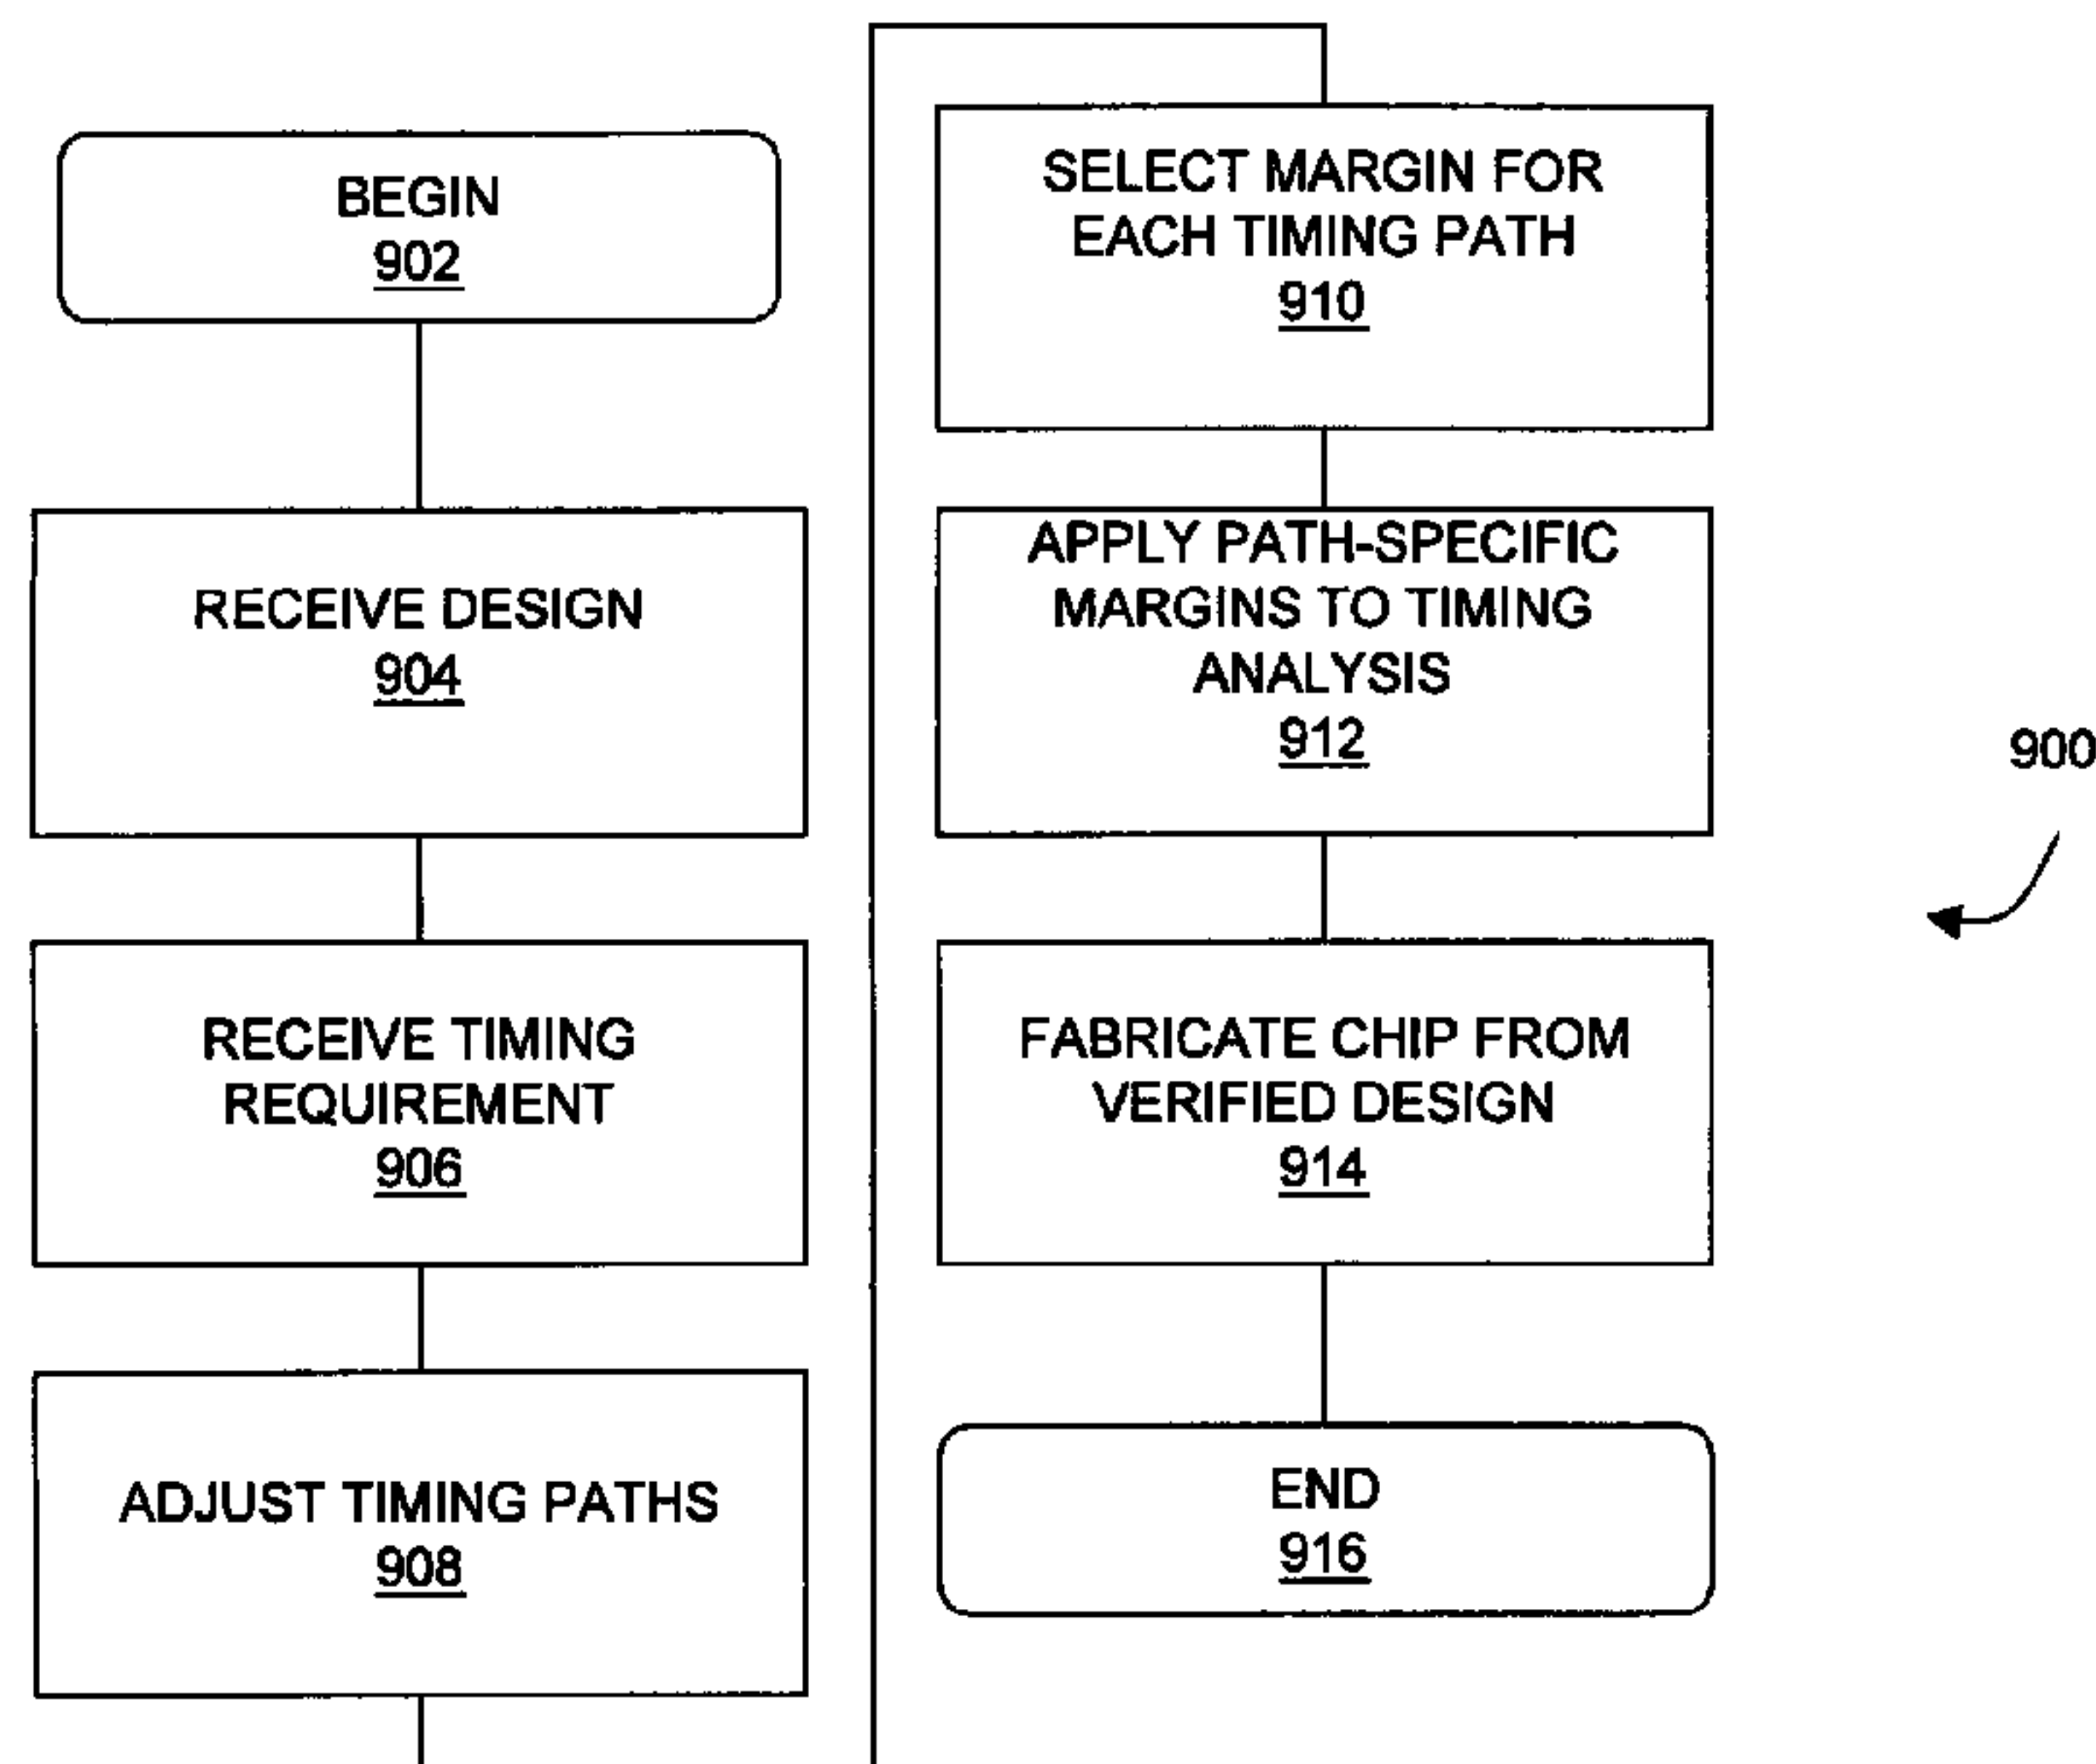 BEGIN
902
RECEIVE DESIGN
904
RECEIVE TIMING
REQUIREMENT
906
ADJUST TIMING PATHS
908
SELECT MARGIN FOR
EACH TIMING PATH
910
APPLY PATH-SPECIFIC
MARGINS TO TIMING
ANALYSIS
912
FABRICATE CHIP FROM
VERIFIED DESIGN
914
END
916
900